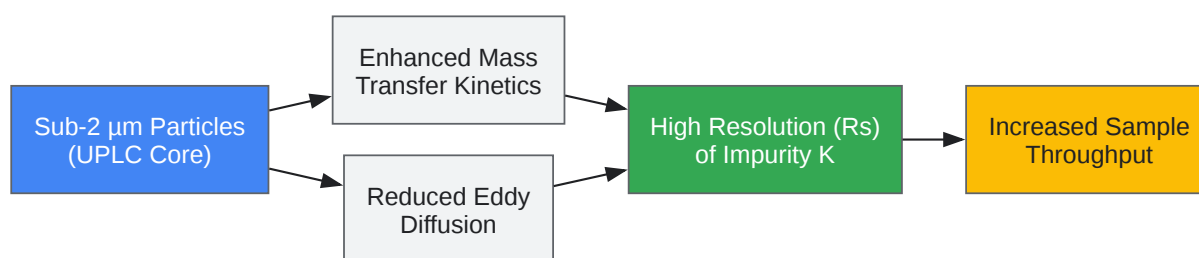 Sub-2 µm Particles
(UPLC Core)
Enhanced Mass
Transfer Kinetics
Reduced Eddy
Diffusion
High Resolution (Rs)
of Impurity K
Increased Sample
Throughput